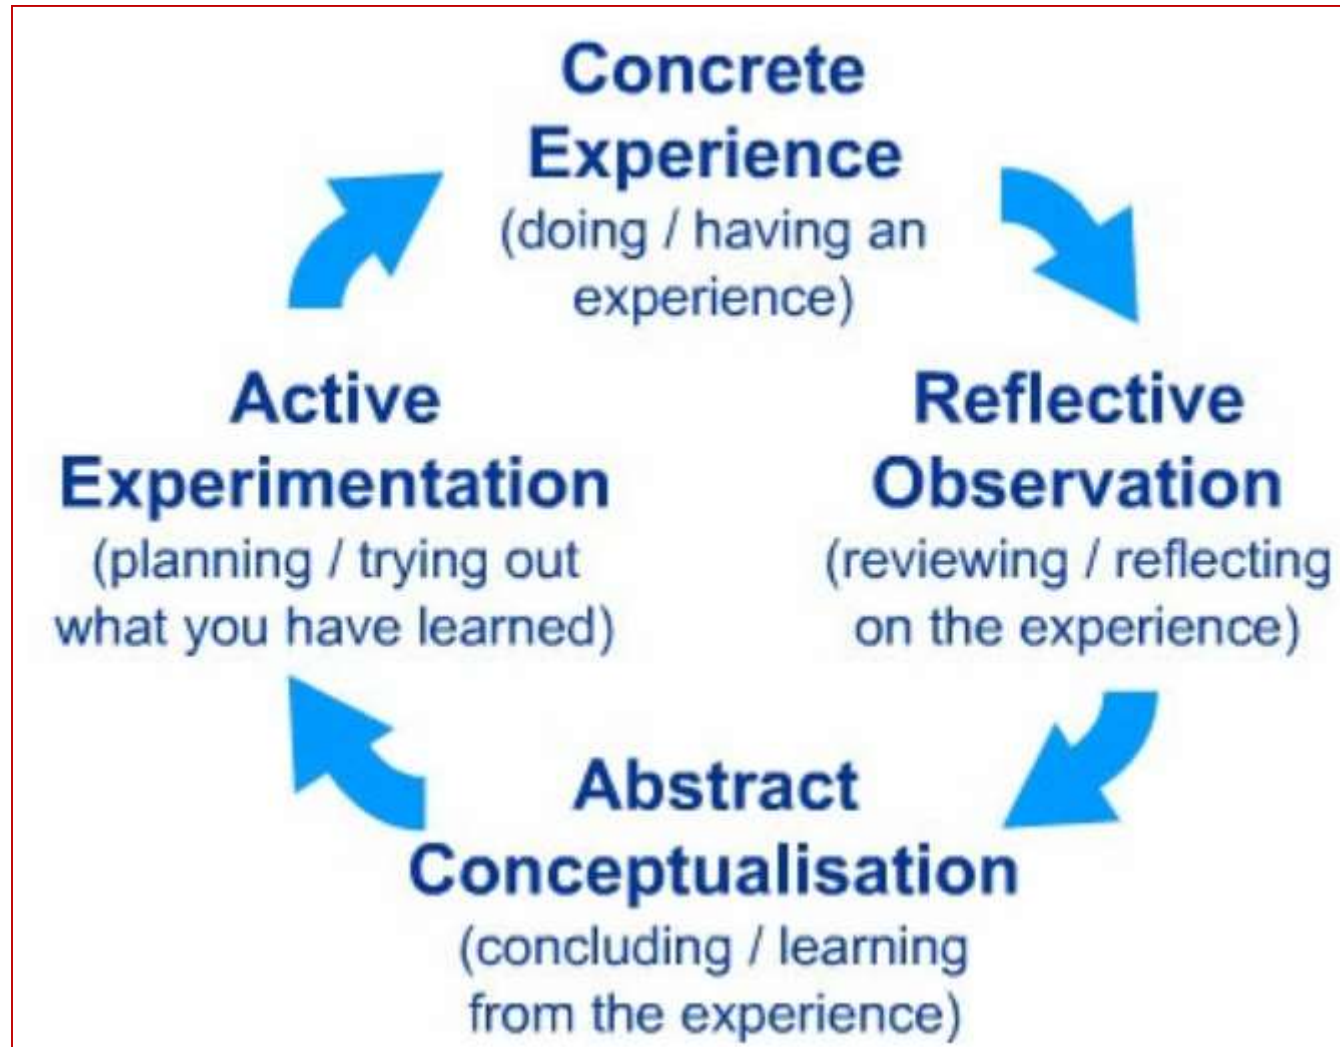 Concrete
Experience
(doing / having an
experience)
Reflective
Observation
(reviewing / reflecting
on the experience)
Abstract
Conceptualisation
(concluding / learning
from the experience)
Active
Experimentation
(planning / trying out
what you have learned)